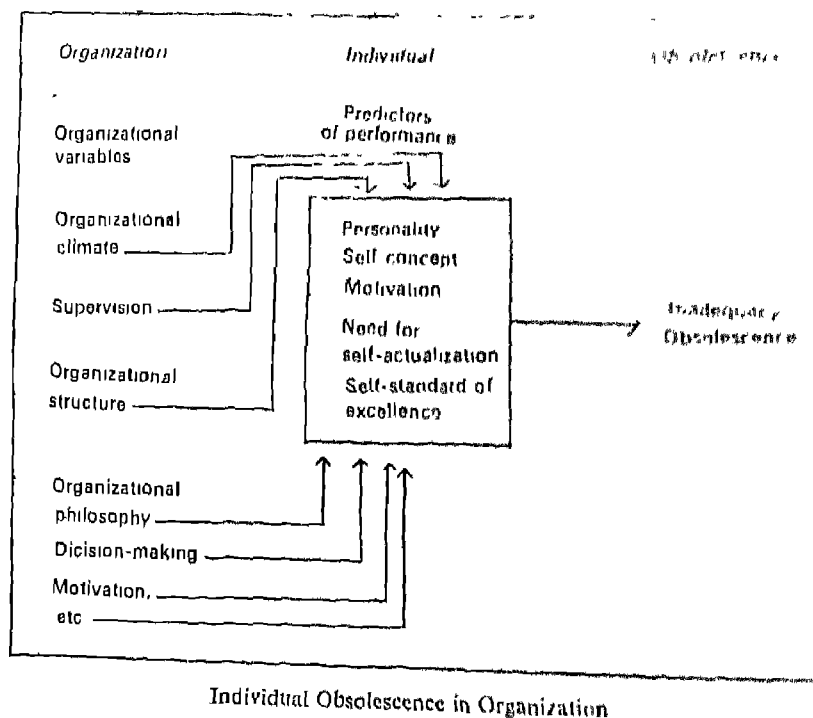 Organization
Individual
Organizational
variables
Predictors
of performance
Organizational
climate
Supervision
Organizational
structure
Personality
Self concept
Motivation
Need for
self-actualization
Self-standard of
excellence
Inadequacy
Obsolescence
Organizational
philosophy
Dicision-making
Motivation,
etc
Individual Obsolescence in Organization